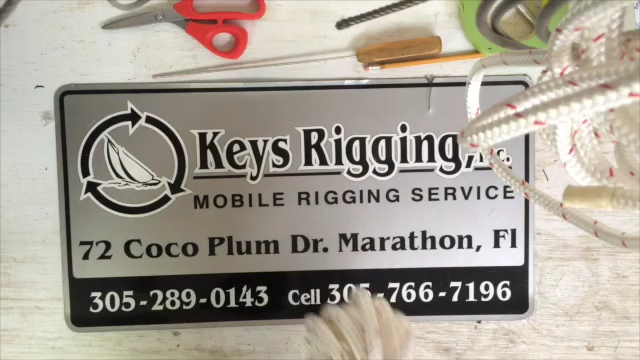 Keys Rigging,
MOBILE RIGGING SERVICE
72 Coco Plum Dr. Marathon, Fl
305-289-0143 Cell 305-766-7196